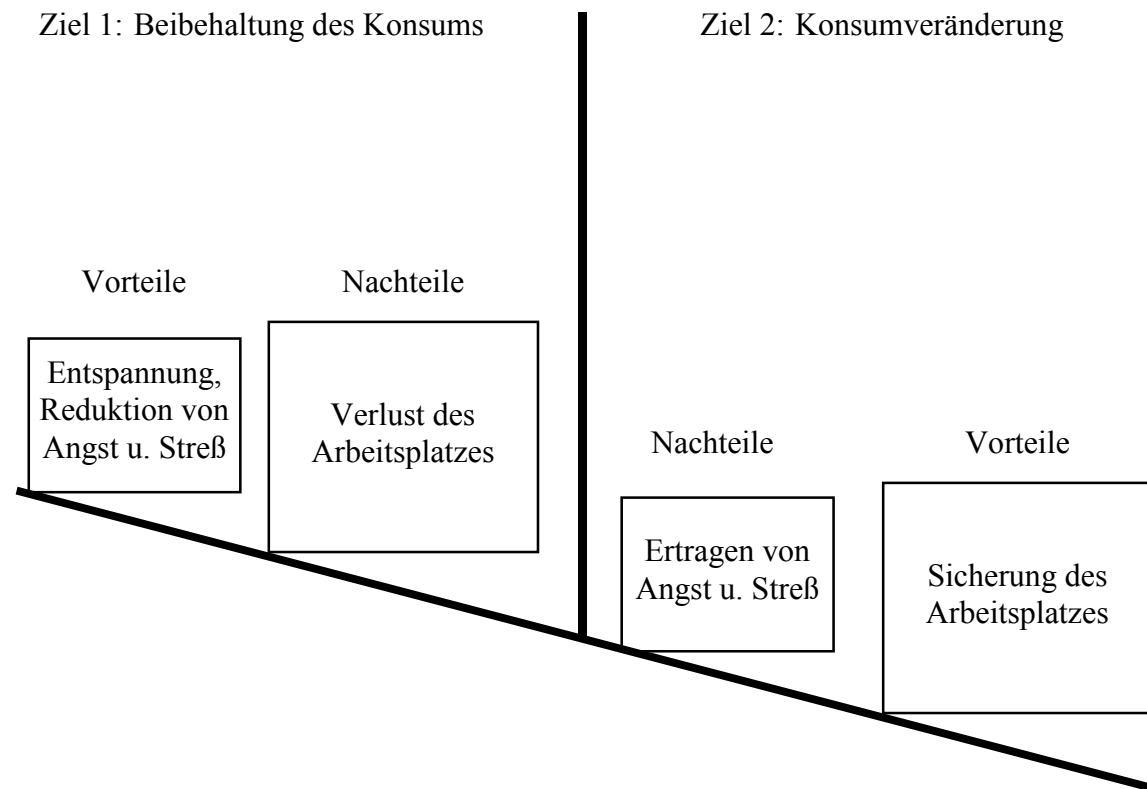 Ziel 1: Beibehaltung des Konsums
Ziel 2: Konsumveränderung
Vorteile
Nachteile
Entspannung,
Reduktion von
Angst u. Streß
Verlust des
Arbeitsplatzes
Nachteile
Vorteile
Ertragen von
Angst u. Streß
Sicherung des
Arbeitsplatzes